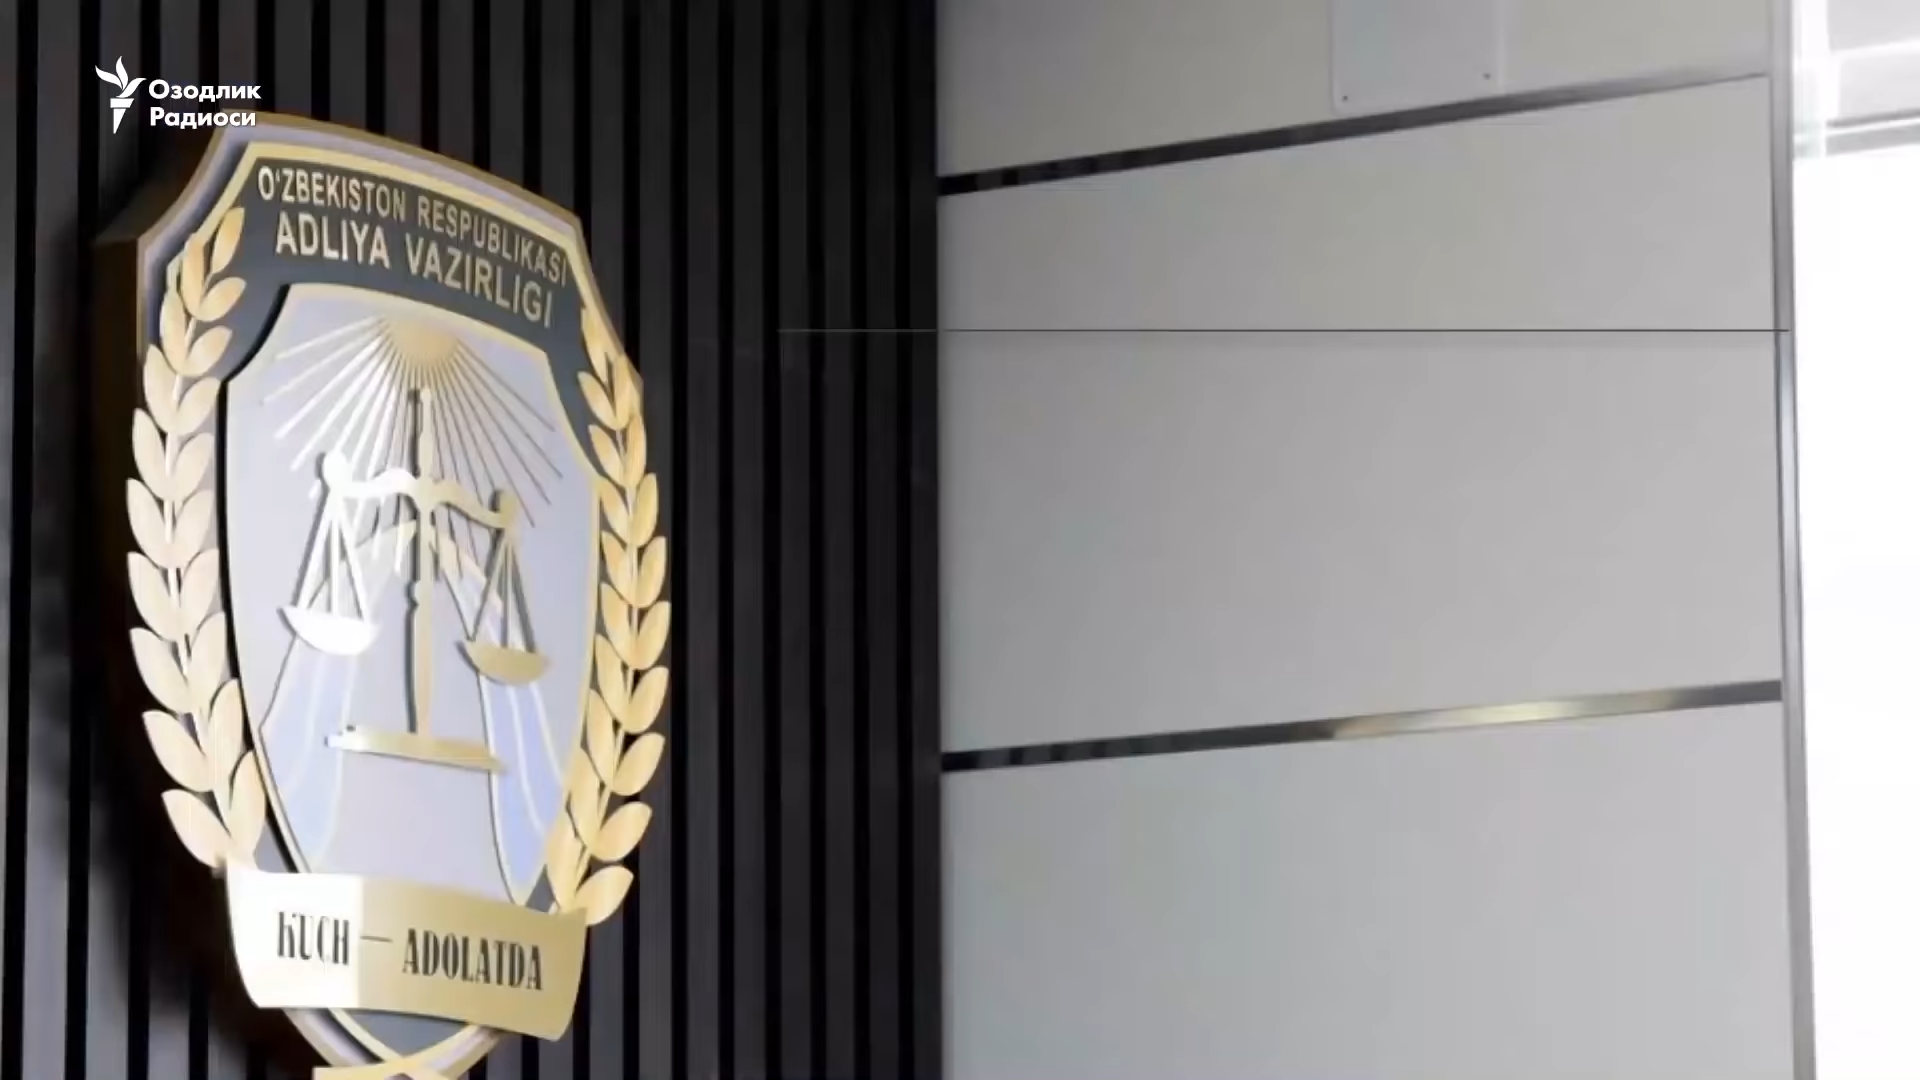 Озодлик
Радиоси
O‘ZBEKISTON RESPUBLIKASI
ADLIYA VAZIRLIGI
KUCH — ADOLATDA